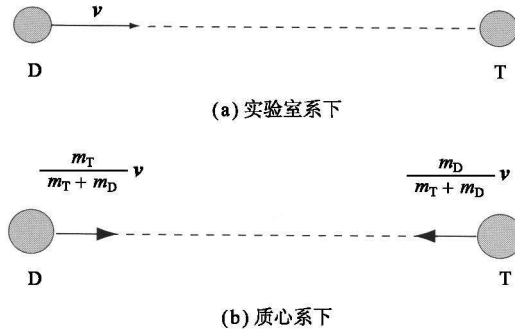 v
D T
(a) 实验室系下
m_T / (m_T + m_D) v m_D / (m_T + m_D) v
D T
(b) 质心系下